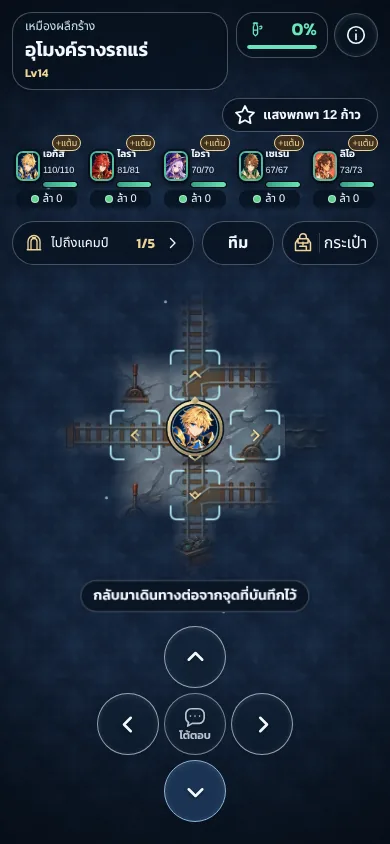 เหมืองผลึกร้าง
อุโมงค์รางรถแร่
Lv14
0%
แสงพกพา 12 ก้าว
+แต้ม
+แต้ม
+แต้ม
+แต้ม
+แต้ม
110/110
ไลรา
81/81
ไอรา
70/70
เซเรน
67/67
ลีโอ
73/73
ล้า 0
ล้า 0
ล้า 0
ล้า 0
ล้า 0
ไปถึงแคมป์ 1/5
ทีม
กระเป๋า
กลับมาเดินทางต่อจากจุดที่บันทึกไว้
โต้ตอบ